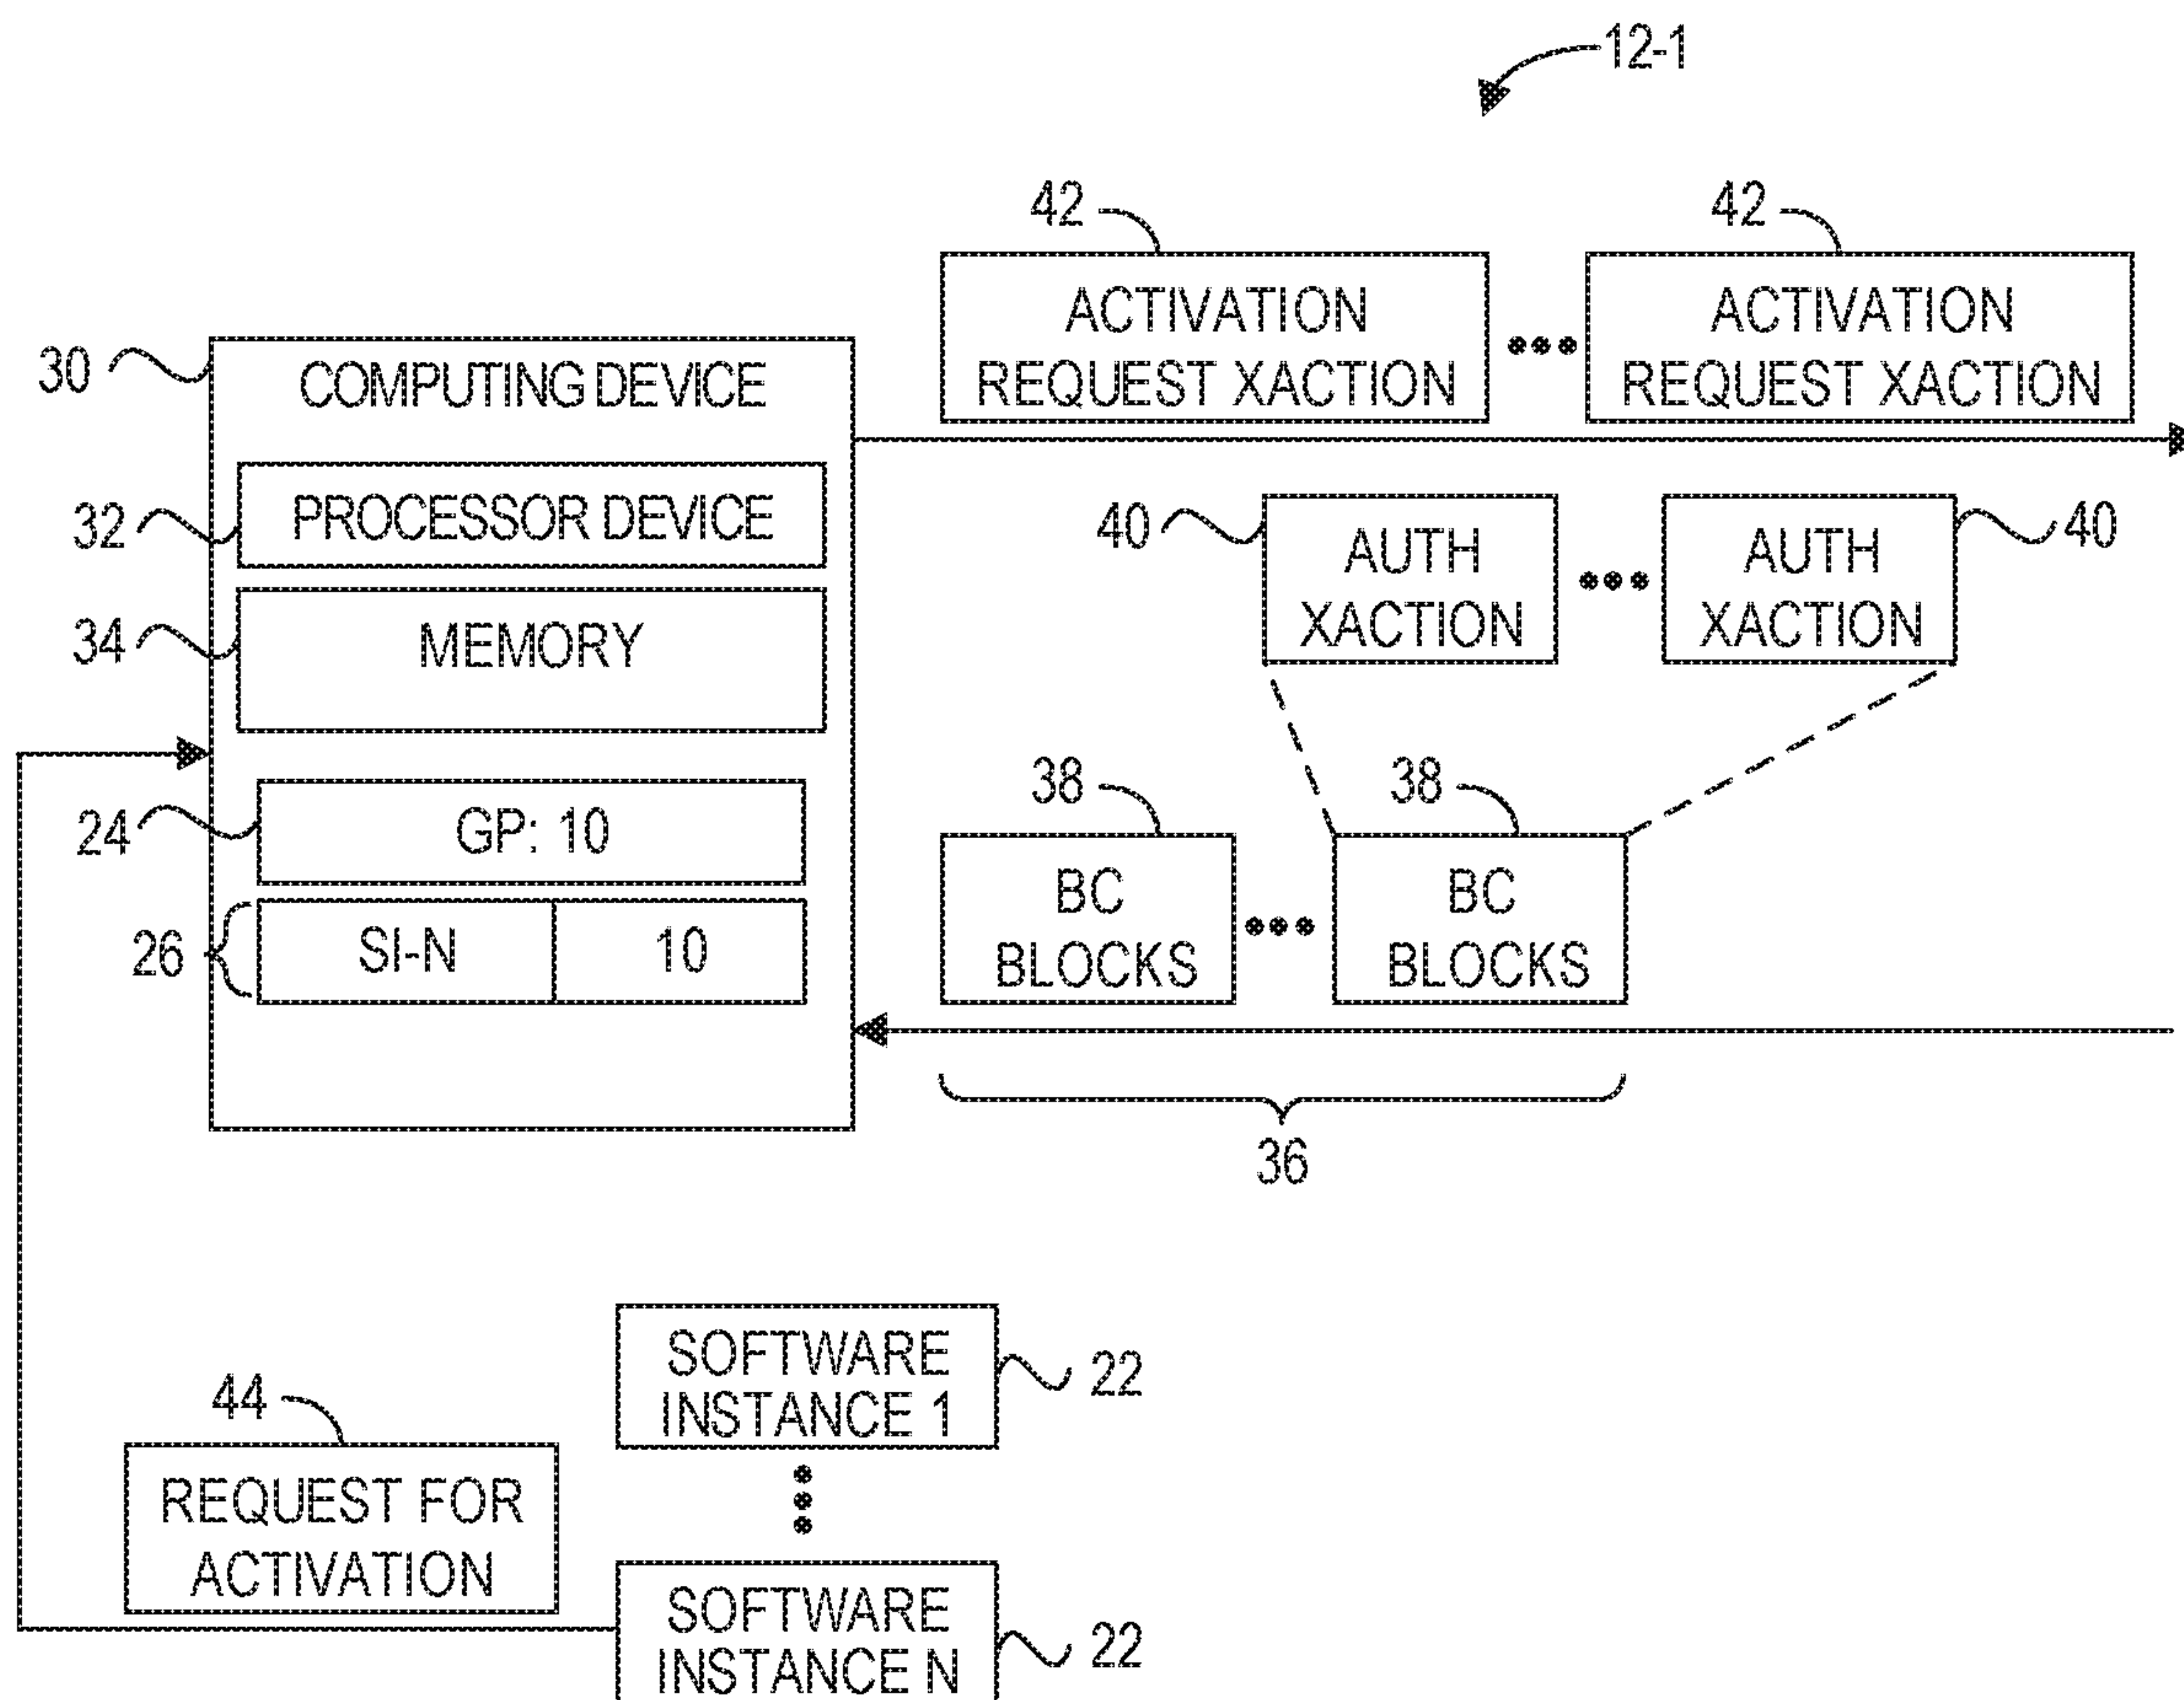 12-1
42
42
ACTIVATION
REQUEST XACTION
ACTIVATION
REQUEST XACTION
30
COMPUTING DEVICE
32
PROCESSOR DEVICE
40
AUTH
XACTION
AUTH
XACTION
40
34
MEMORY
24
GP: 10
38
38
26
SI-N
10
BC
BLOCKS
BC
BLOCKS
36
SOFTWARE
INSTANCE 1
22
44
REQUEST FOR
ACTIVATION
SOFTWARE
INSTANCE N
22